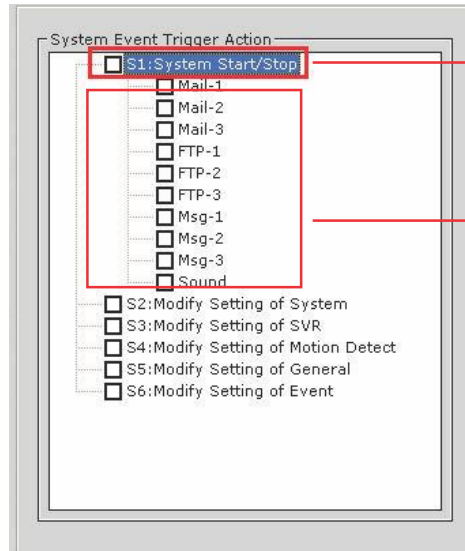 System Event Trigger Action
S1:System Start/Stop
Mail-1
Mail-2
Mail-3
FTP-1
FTP-2
FTP-3
Msg-1
Msg-2
Msg-3
Sound
S2:Modify Setting of System
S3:Modify Setting of SVR
S4:Modify Setting of Motion Detect
S5:Modify Setting of General
S6:Modify Setting of Event